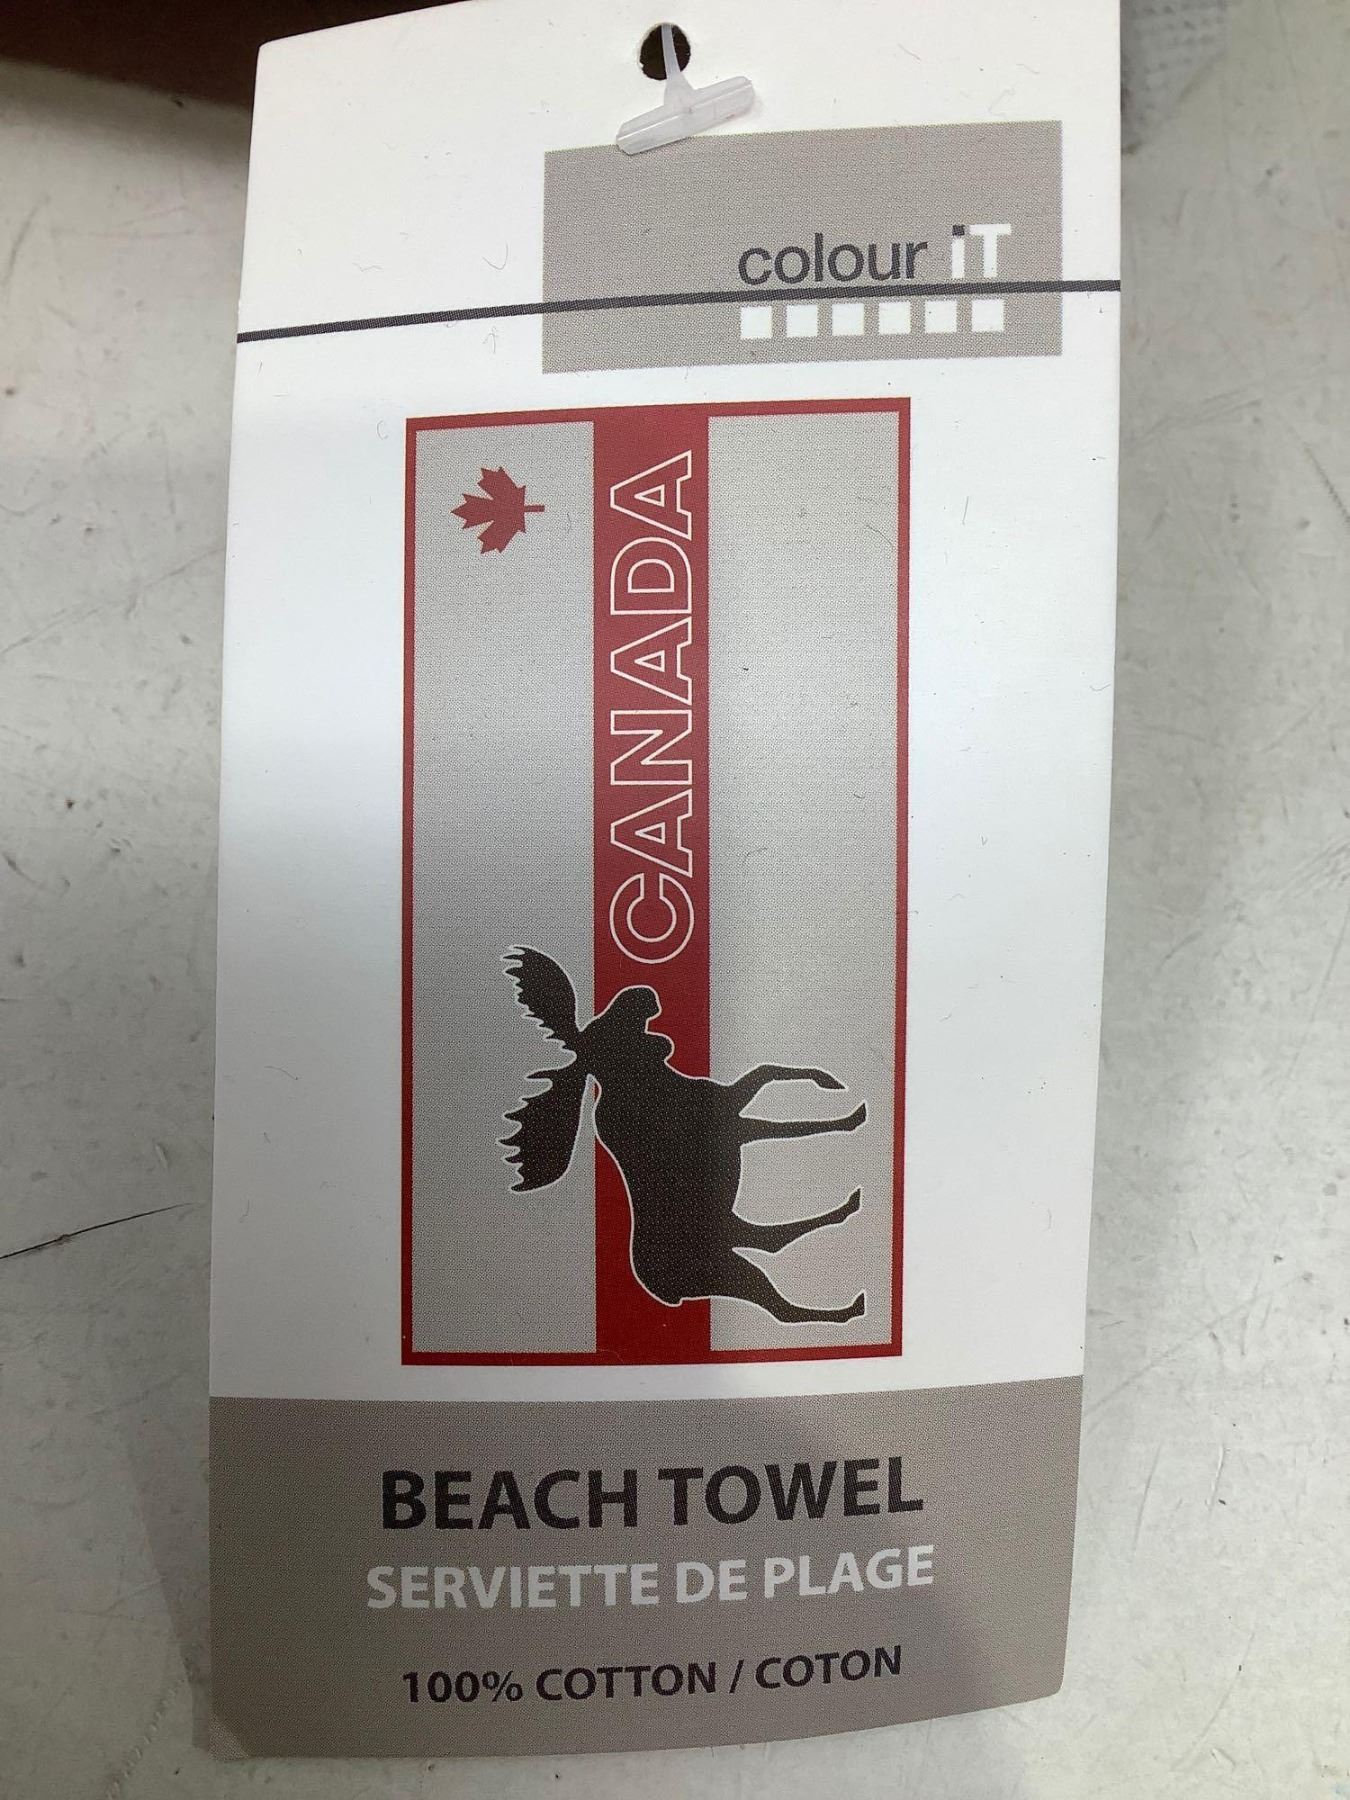 colour iT
CANADA
BEACH TOWEL
SERVIETTE DE PLAGE
100% COTTON / COTON